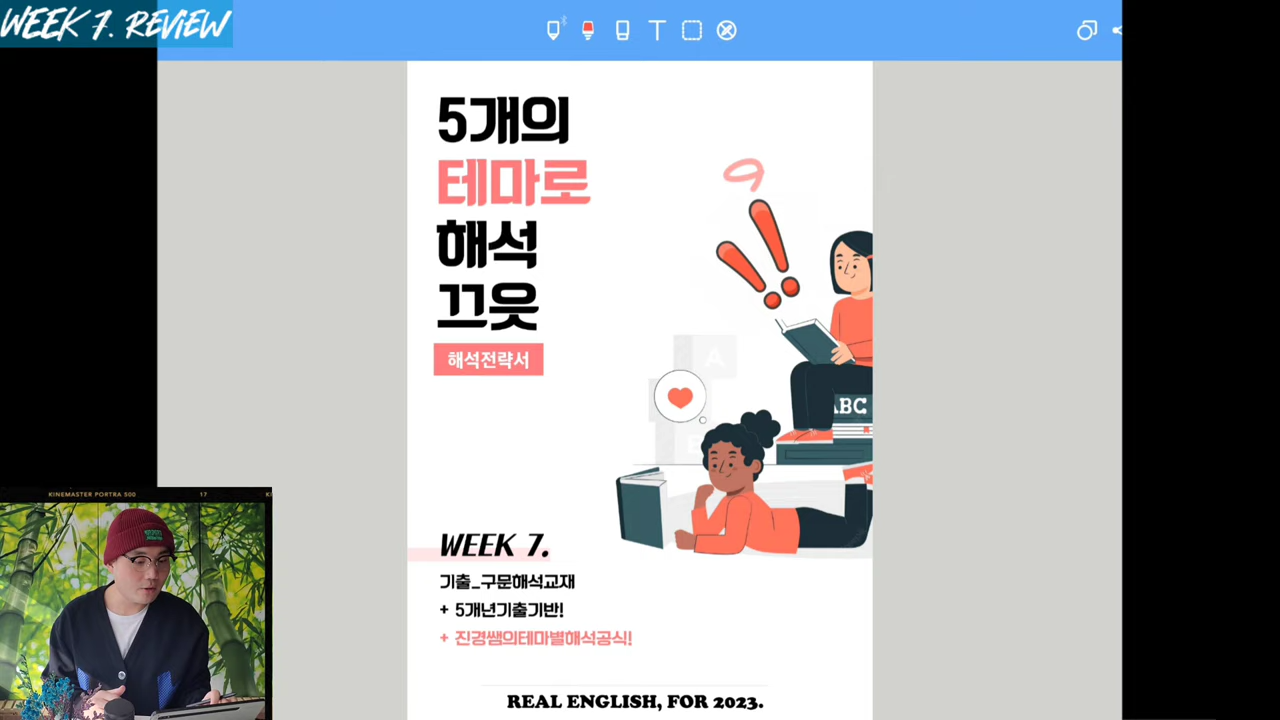 WEEK 7. REVIEW
5개의
테마로
해석
끄읏
해석전략서
A
ABC
WEEK 7.
기출_구문해석교재
+ 5개년기출기반!
+ 진경쌤의테마별해석공식!
REAL ENGLISH, FOR 2023.
KINEMASTER PORTRA 500
17